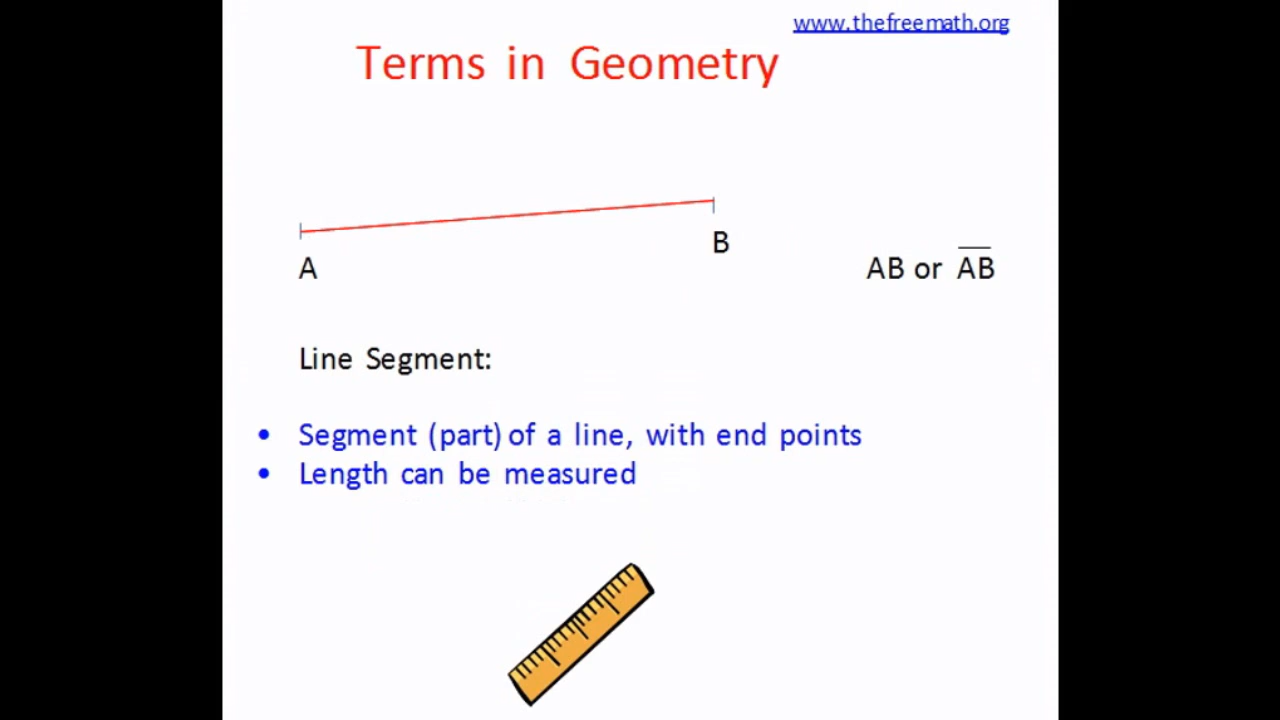 www.thefreemath.org
Terms in Geometry
B
A
AB or A̅B̅
Line Segment:
• Segment (part) of a line, with end points
• Length can be measured